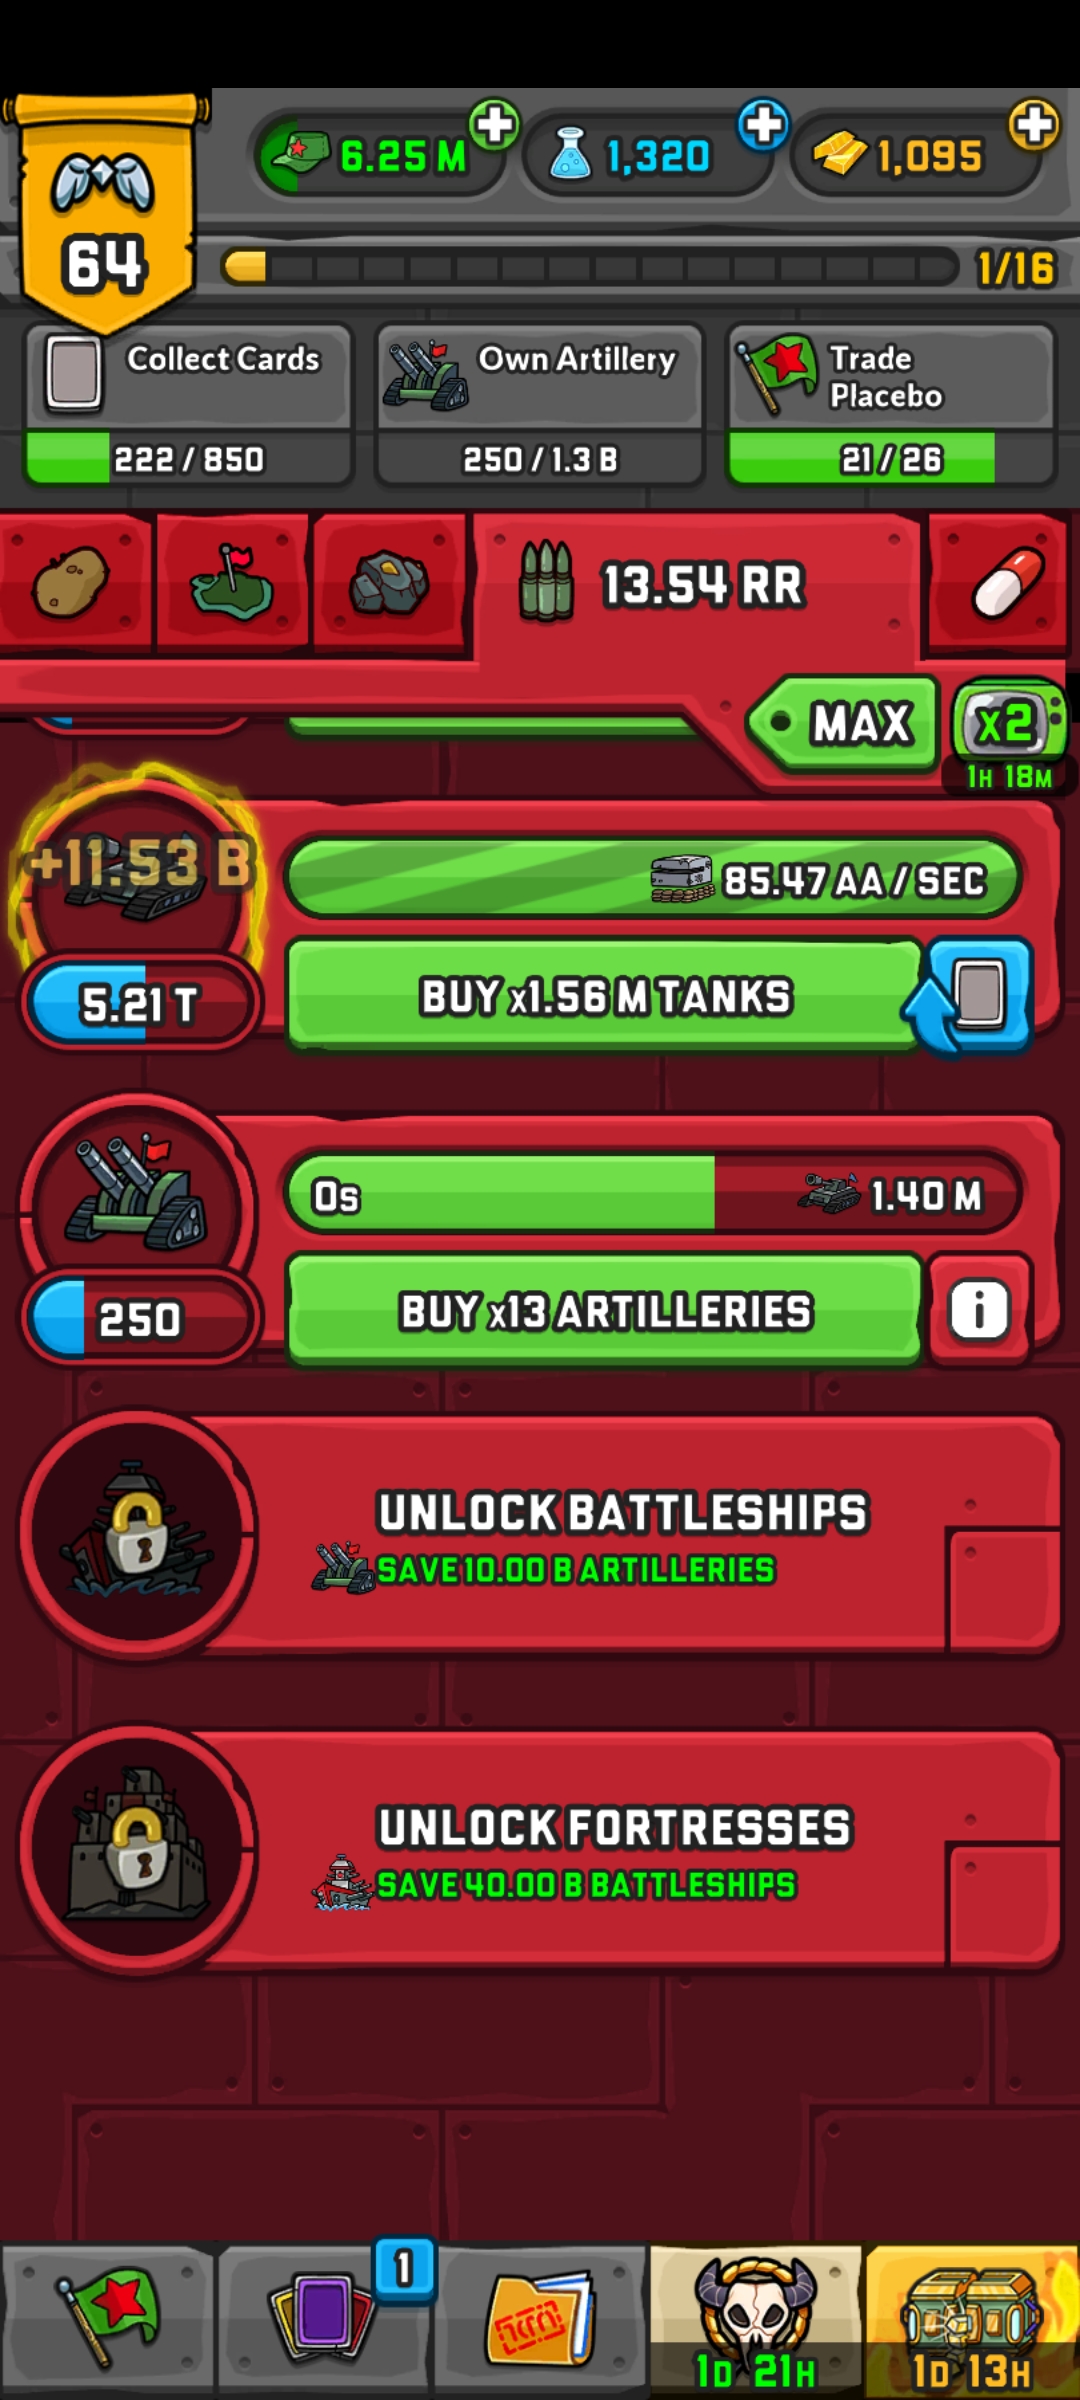 6.25 M
1,320
1,095
64
1/16
Collect Cards
222 / 850
Own Artillery
250 / 1.3 B
Trade
Placebo
21 / 26
13.54 RR
MAX
x2
1H 18M
+11.53 B
85.47 AA / SEC
5.21 T
BUY x1.56 M TANKS
0s
1.40 M
250
BUY x13 ARTILLERIES
i
UNLOCK BATTLESHIPS
SAVE 10.00 B ARTILLERIES
UNLOCK FORTRESSES
SAVE 40.00 B BATTLESHIPS
1
1D 21H
1D 13H